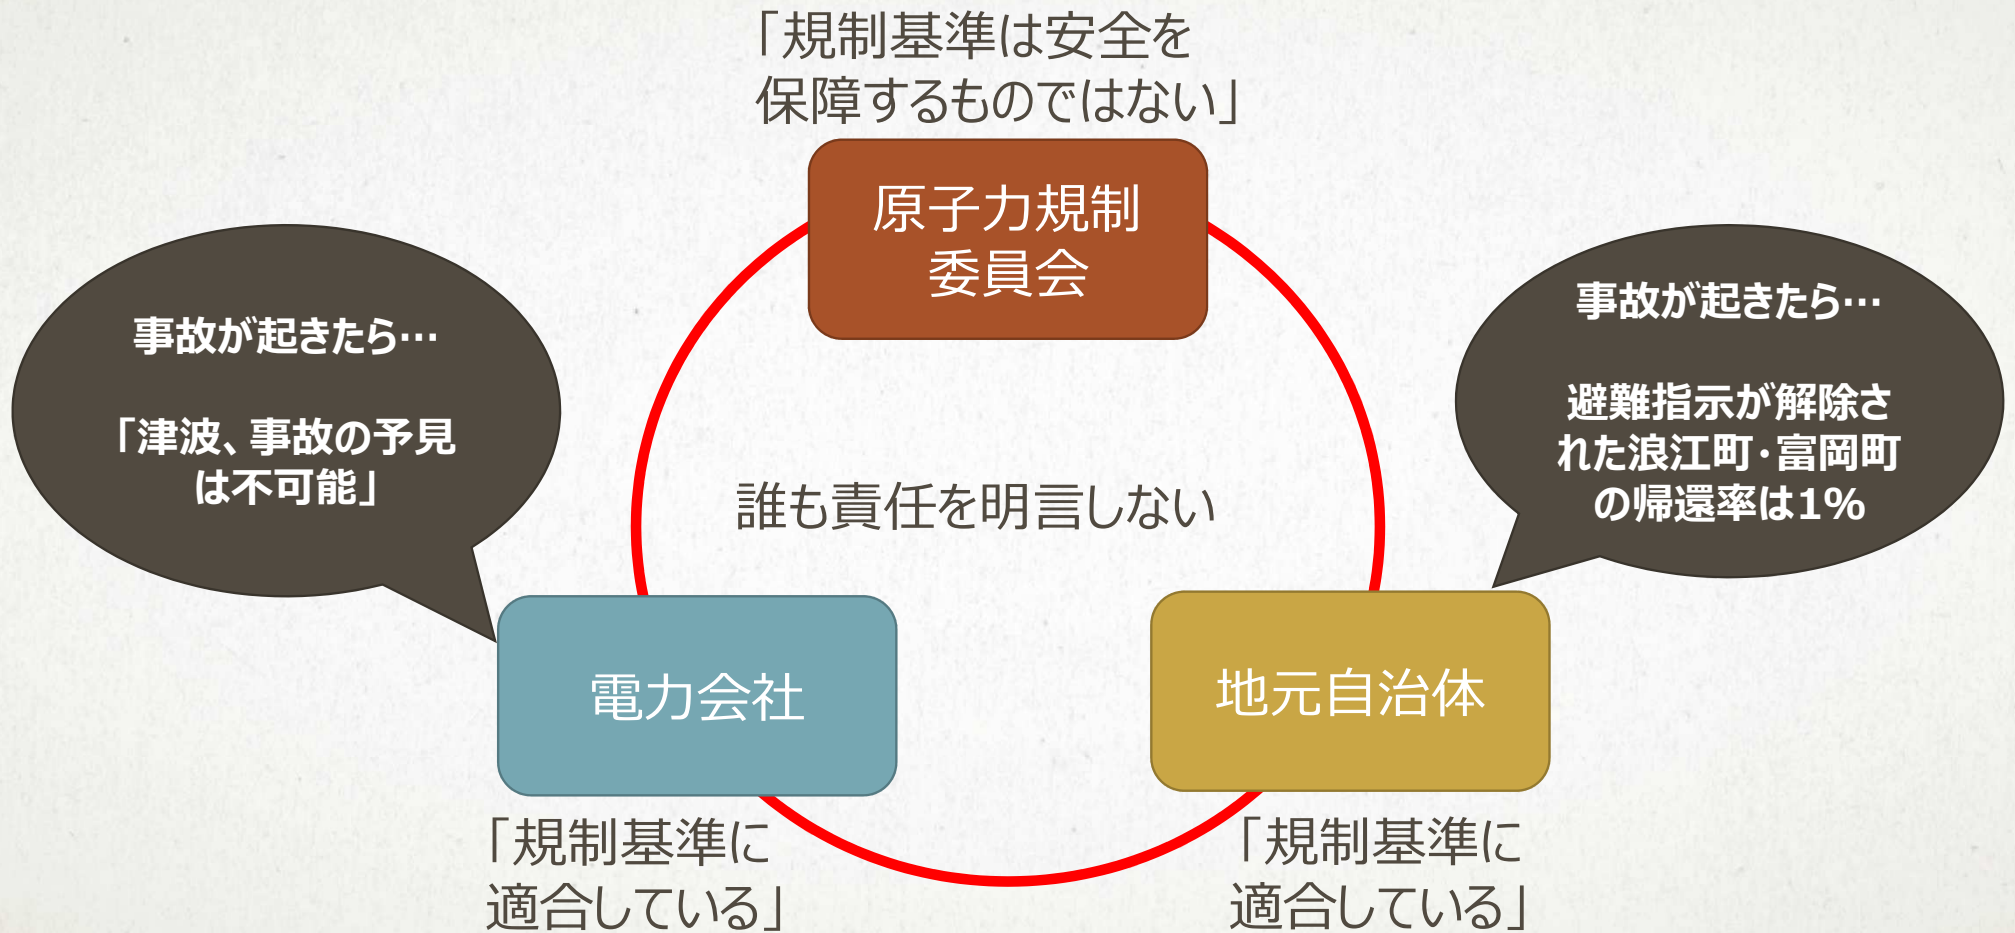 「規制基準は安全を
保障するものではない」
原子力規制
委員会
事故が起きたら…
「津波、事故の予見
は不可能」
事故が起きたら…
避難指示が解除さ
れた浪江町・富岡町
の帰還率は1%
誰も責任を明言しない
電力会社
地元自治体
「規制基準に
適合している」
「規制基準に
適合している」